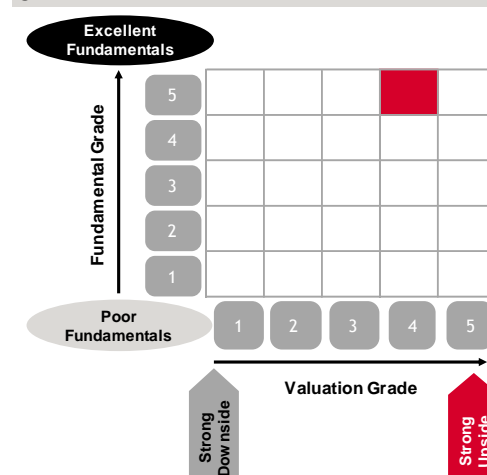 Excellent
Fundamentals
Fundamental Grade
5
4
3
2
1
Poor
Fundamentals
1
2
3
4
5
Valuation Grade
Strong
Downside
Strong
Upside